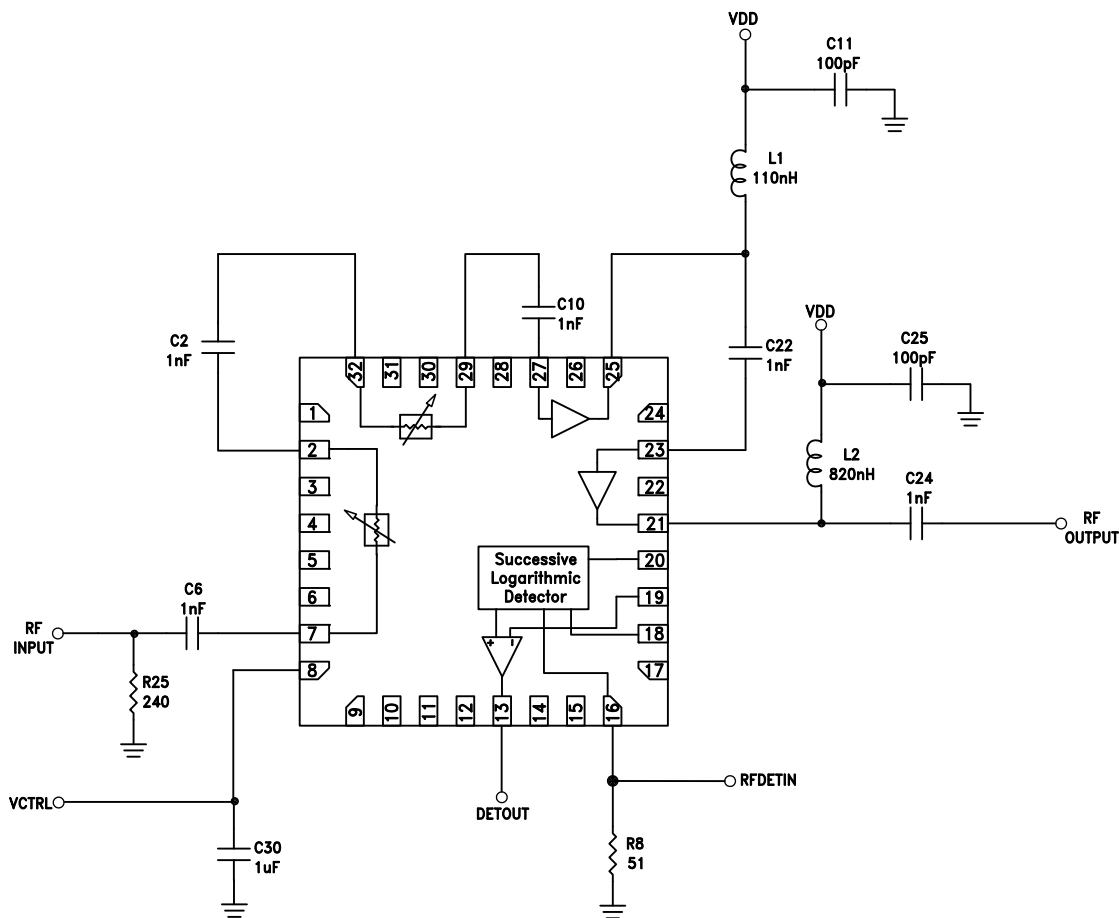 VDD
C11
100pF
L1
110nH
C2
1nF
C10
1nF
C22
1nF
VDD
C25
100pF
L2
820nH
C24
1nF
RF
OUTPUT
32
31
30
29
28
27
26
25
1
2
3
4
5
6
7
8
24
23
22
21
20
19
18
17
Successive
Logarithmic
Detector
+
-
9
10
11
12
13
14
15
16
C6
1nF
RF
INPUT
R25
240
VCTRL
C30
1uF
DETOUT
RFDETIN
R8
51